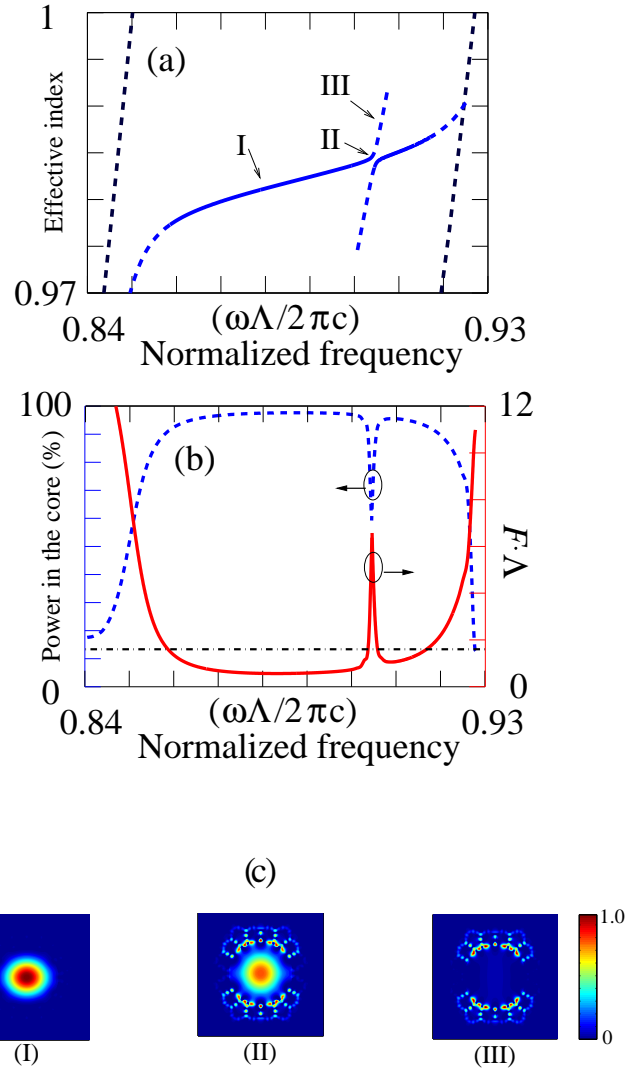 1
(a)
III
II
I
Effective index
0.97
0.84
(ωΛ/2πc)
0.93
Normalized frequency
100
12
(b)
Power in the core (%)
F·Λ
0
0
0.84
(ωΛ/2πc)
0.93
Normalized frequency
(c)
1.0
0
(I)
(II)
(III)